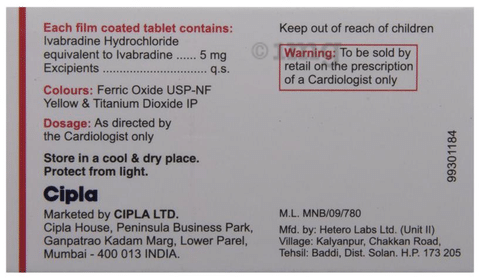 Each film coated tablet contains:
Ivabradine Hydrochloride
equivalent to Ivabradine ...... 5 mg
Excipients ................................ q.s.
Colours: Ferric Oxide USP-NF
Yellow & Titanium Dioxide IP
Dosage: As directed by
the Cardiologist only
Store in a cool & dry place.
Protect from light.
Cipla
Marketed by CIPLA LTD.
Cipla House, Peninsula Business Park,
Ganpatrao Kadam Marg, Lower Parel,
Mumbai - 400 013 INDIA.
Keep out of reach of children
©1mg
Warning: To be sold by
retail on the prescription
of a Cardiologist only
99301184
M.L. MNB/09/780
Mfd. by: Hetero Labs Ltd. (Unit II)
Village: Kalyanpur, Chakkan Road,
Tehsil: Baddi, Dist. Solan. H.P. 173 205